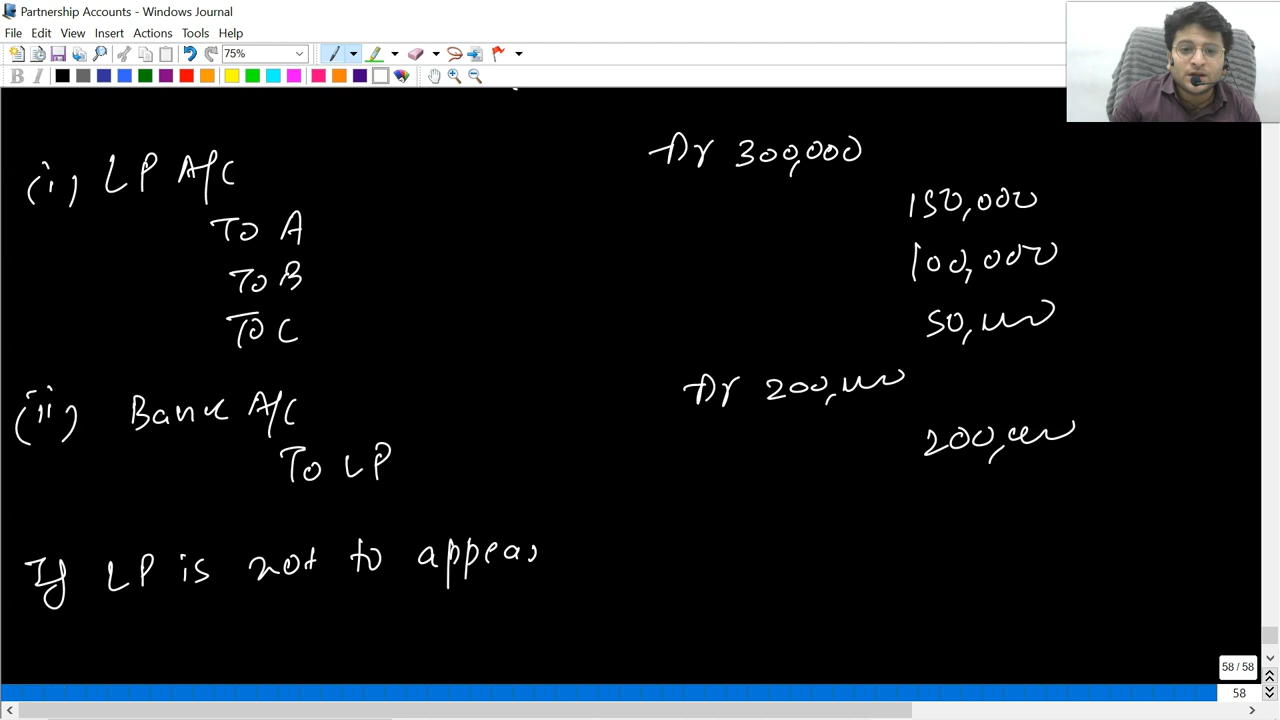 Partnership Accounts - Windows Journal
File Edit View Insert Actions Tools Help
75%
(i) LP A/C Dr 300,000
To A 150,000
To B 100,000
To C 50,000
(ii) Bank A/C Dr 200,000
To LP 200,000
If LP is not to appear
58 / 58
58